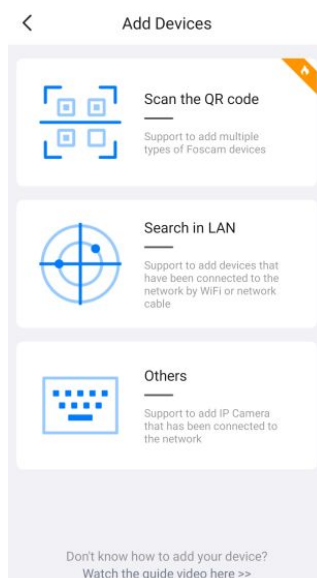 Add Devices
Scan the QR code
Support to add multiple
types of Foscam devices
Search in LAN
Support to add devices that
have been connected to the
network by WiFi or network
cable
Others
Support to add IP Camera
that has been connected to
the network
Don't know how to add your device?
Watch the guide video here >>